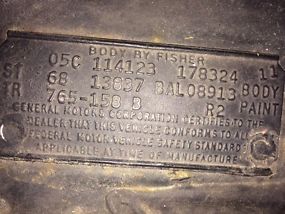 BODY BY FISHER
05C 114123 178324 11
ST 68 13637 BAL08913 BODY
TR 765-158 B R2 PAINT
GENERAL MOTORS CORPORATION CERTIFIES TO THE
DEALER THAT THIS VEHICLE CONFORMS TO ALL
FEDERAL MOTOR VEHICLE SAFETY STANDARDS
APPLICABLE AT TIME OF MANUFACTURE